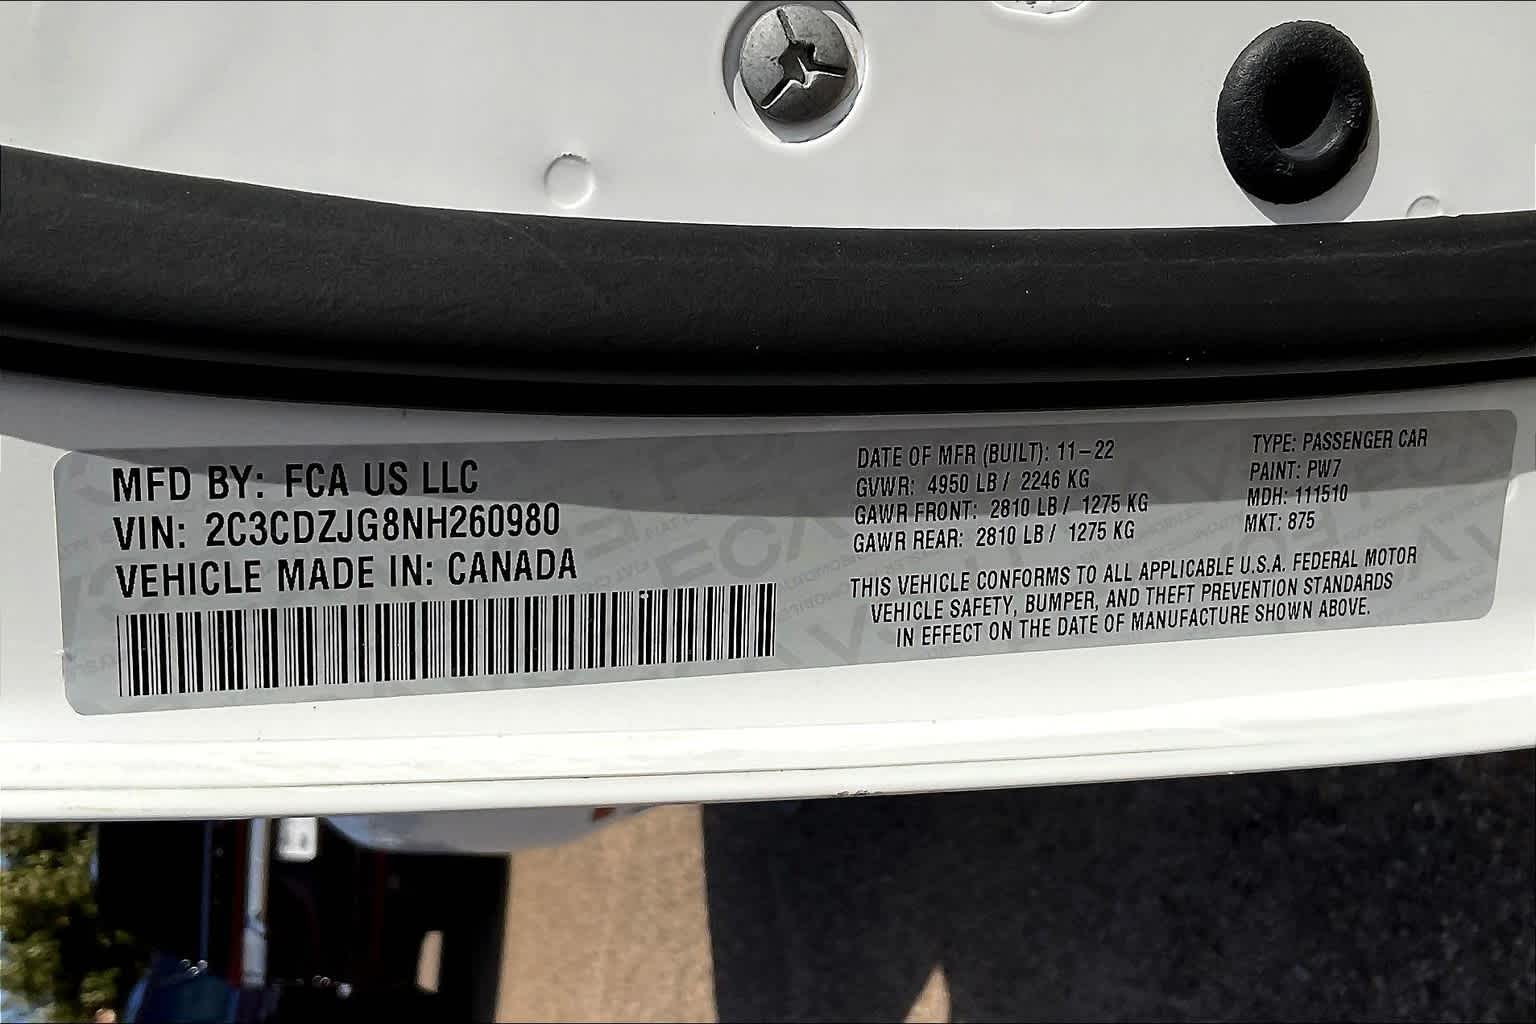 MFD BY: FCA US LLC
VIN: 2C3CDZJG8NH260980
VEHICLE MADE IN: CANADA
DATE OF MFR (BUILT): 11-22
GVWR: 4950 LB / 2246 KG
GAWR FRONT: 2810 LB / 1275 KG
GAWR REAR: 2810 LB / 1275 KG
TYPE: PASSENGER CAR
PAINT: PW7
MDH: 111510
MKT: 875
THIS VEHICLE CONFORMS TO ALL APPLICABLE U.S.A. FEDERAL MOTOR
VEHICLE SAFETY, BUMPER, AND THEFT PREVENTION STANDARDS
IN EFFECT ON THE DATE OF MANUFACTURE SHOWN ABOVE.